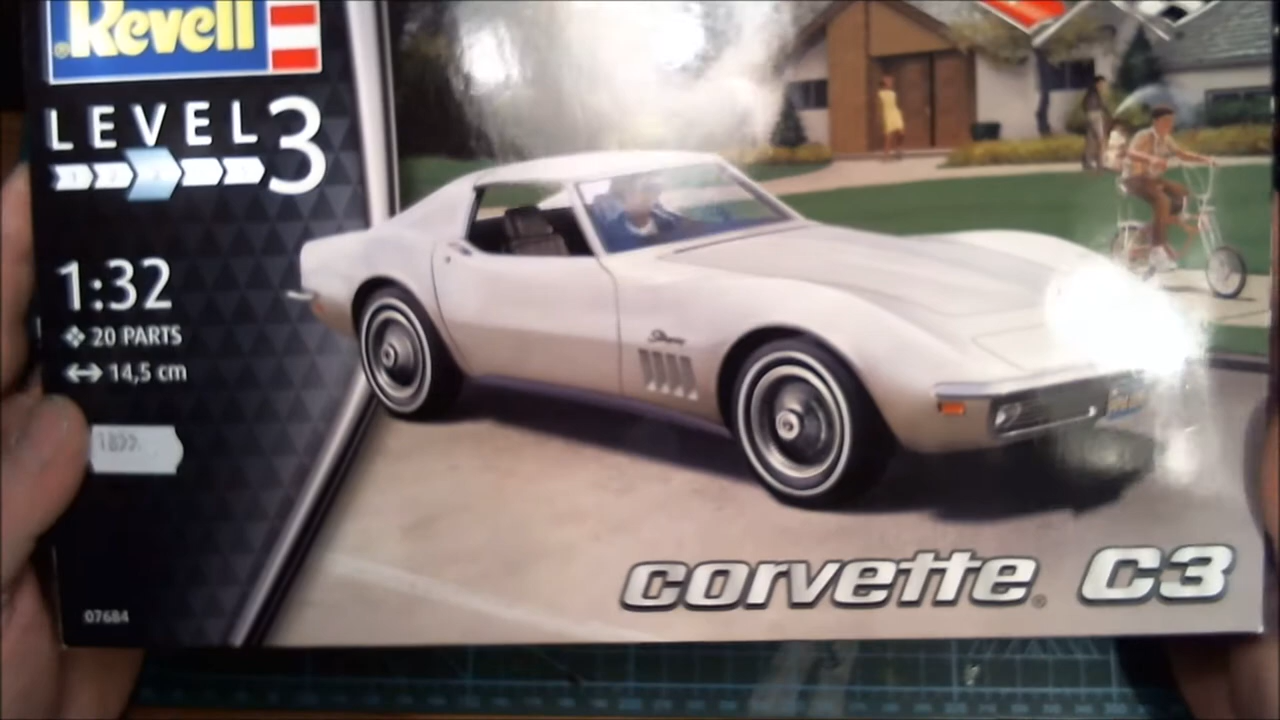 Revell
LEVEL 3
1:32
20 PARTS
14,5 cm
07684
Stingray
corvette® C3